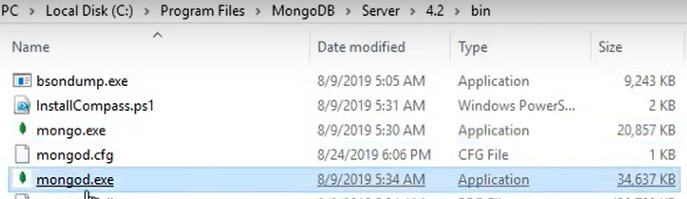 PC > Local Disk (C:) > Program Files > MongoDB > Server > 4.2 > bin
Name Date modified Type Size
bsondump.exe 8/9/2019 5:05 AM Application 9,243 KB
InstallCompass.ps1 8/9/2019 5:31 AM Windows PowerS... 2 KB
mongo.exe 8/9/2019 5:30 AM Application 20,857 KB
mongod.cfg 8/24/2019 6:06 PM CFG File 1 KB
mongod.exe 8/9/2019 5:34 AM Application 34,637 KB